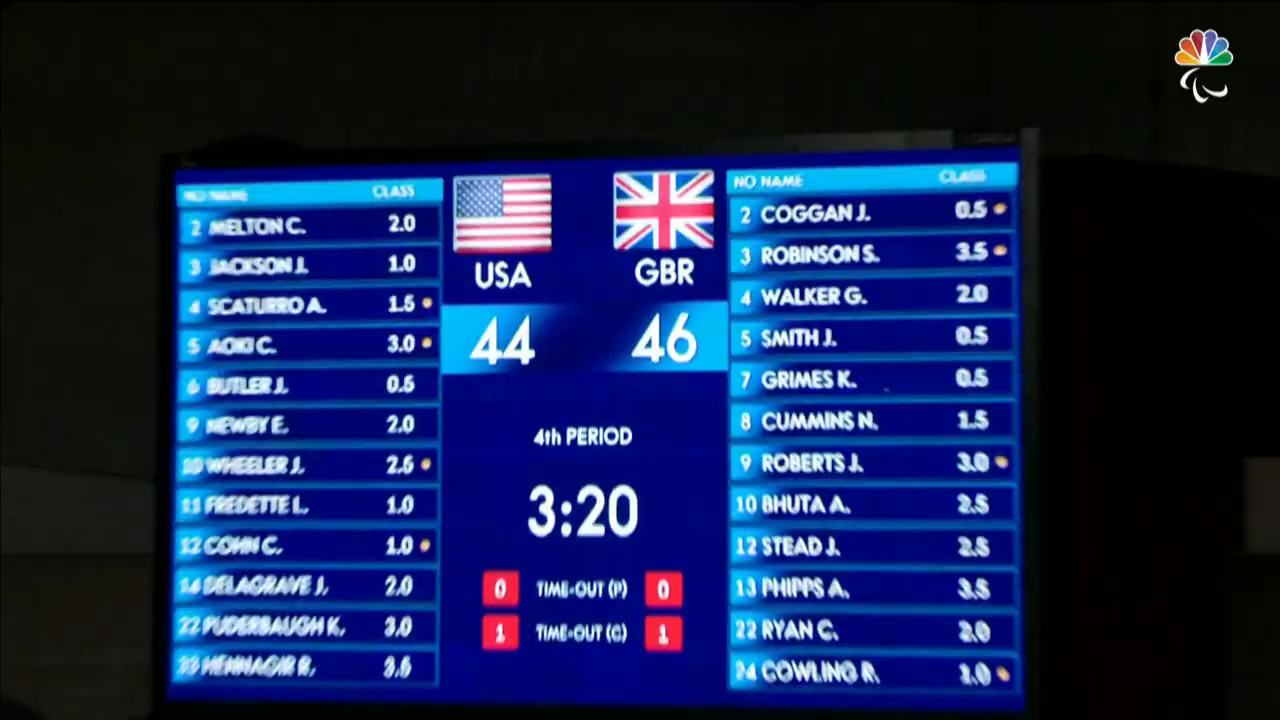 NO NAME CLASS
2 MELTON C. 2.0
3 JACKSON J. 1.0
4 SCATURRO A. 1.5
5 AOKI C. 3.0
6 BUTLER J. 0.5
9 NEWBY E. 2.0
10 WHEELER J. 2.5
11 FREDETTE L. 1.0
12 COHN C. 1.0
14 DELAGRAVE J. 2.0
22 PUDERBAUGH K. 3.0
33 HENNAGIR R. 3.5
USA GBR
44 46
4th PERIOD
3:20
0 TIME-OUT (P) 0
1 TIME-OUT (C) 1
NO NAME CLASS
2 COGGAN J. 0.5
3 ROBINSON S. 3.5
4 WALKER G. 2.0
5 SMITH J. 0.5
7 GRIMES K. 0.5
8 CUMMINS N. 1.5
9 ROBERTS J. 3.0
10 BHUTA A. 2.5
12 STEAD J. 2.5
13 PHIPPS A. 3.5
22 RYAN C. 2.0
24 COWLING R. 1.0